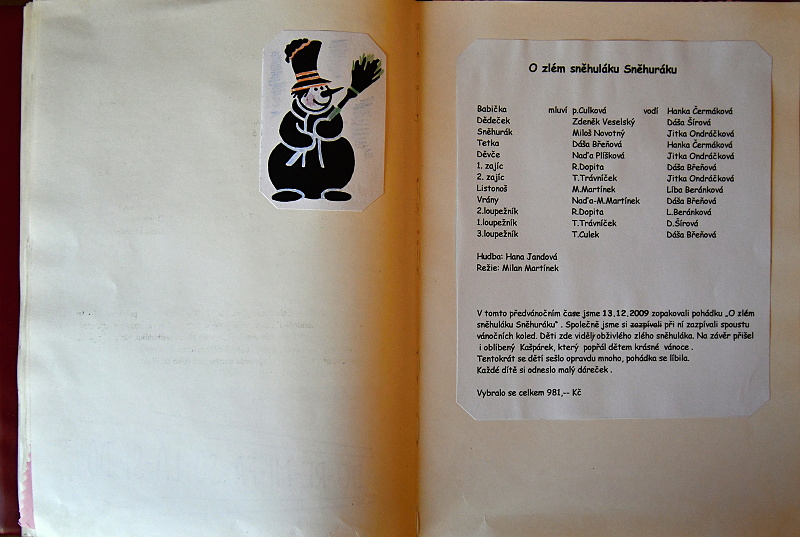 O zlém sněhuláku Sněhuráku
Babička mluví p.Culková vodí Hanka Čermáková
Dědeček Zdeněk Veselský Dáša Šírová
Sněhurák Miloš Novotný Jitka Ondráčková
Tetka Dáša Břeňová Hanka Čermáková
Děvče Naďa Plíšková Jitka Ondráčková
1. zajíc R.Dopita Dáša Břeňová
2. zajíc T.Trávníček Jitka Ondráčková
Listonoš M.Martínek Líba Beránková
Vrány Naďa-M.Martínek Dáša Břeňová
2.loupežník R.Dopita L.Beránková
1.loupežník T.Trávníček D.Šírová
3.loupežník T.Culek Dáša Břeňová
Hudba: Hana Jandová
Režie: Milan Martínek
V tomto předvánočním čase jsme 13.12.2009 zopakovali pohádku „O zlém
sněhuláku Sněhuráku“ . Společně jsme si zazpívali při ní zazpívali spoustu
vánočních koled. Děti zde viděly obživlého zlého sněhuláka. Na závěr přišel
i oblíbený Kašpárek, který popřál dětem krásné vánoce .
Tentokrát se dětí sešlo opravdu mnoho, pohádka se líbila.
Každé dítě si odneslo malý dáreček .
Vybralo se celkem 981,-- Kč